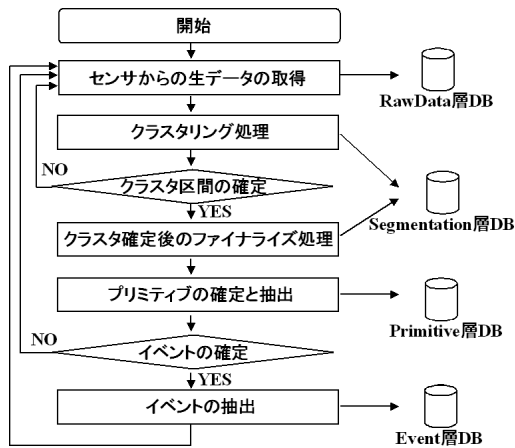 開始
センサからの生データの取得
RawData層DB
クラスタリング処理
NO
クラスタ区間の確定
YES
Segmentation層DB
クラスタ確定後のファイナライズ処理
プリミティブの確定と抽出
Primitive層DB
NO
イベントの確定
YES
イベントの抽出
Event層DB